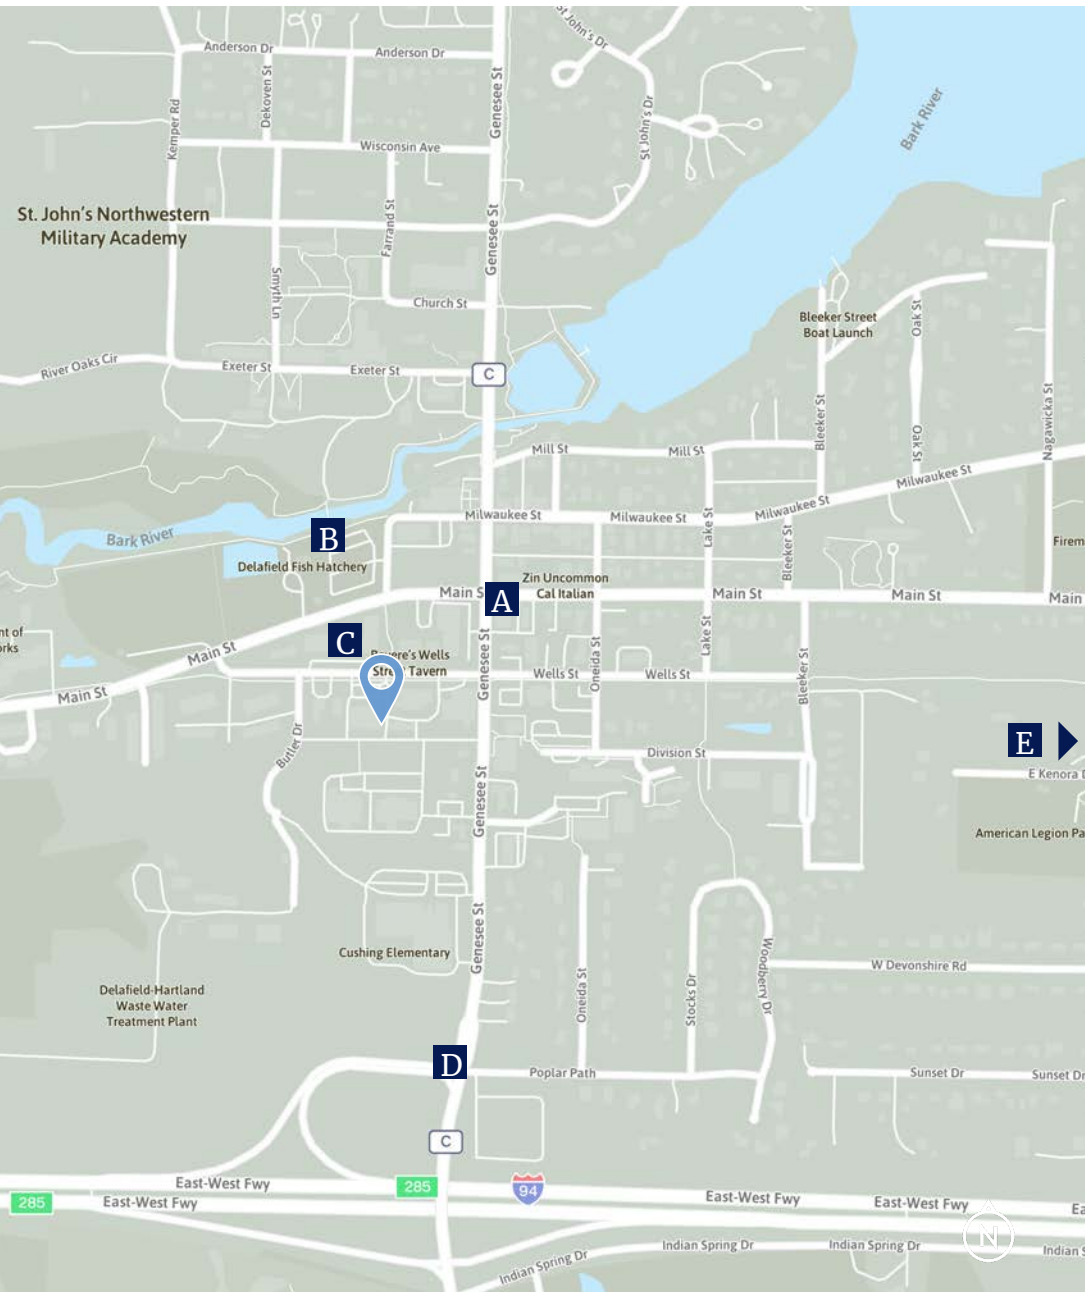 St John's Dr
Anderson Dr
Anderson Dr
Genesee St
Dekoven St
Kemper Rd
St John's Dr
Bark River
Wisconsin Ave
St. John's Northwestern
Military Academy
Farrand St
Genesee St
Smyth Ln
Church St
Bleeker Street
Boat Launch
Oak St
River Oaks Cir
Exeter St
Exeter St
C
Bleeker St
Nagawicka St
Mill St
Mill St
Oak St
Milwaukee St
Milwaukee St
Milwaukee St
Milwaukee St
Lake St
Bark River
B
Delafield Fish Hatchery
Bleeker St
Firem
Zin Uncommon
Cal Italian
Main S
A
Main St
Main St
Main
nt of
rks
C
Main St
Lake St
Oneida St
Genesee St
Wells
Tavern
Wells St
Wells St
Bleeker St
Main St
Butler Dr
Division St
E
E Kenora D
Genesee St
American Legion Pa
Genesee St
Cushing Elementary
Woodberry Dr
W Devonshire Rd
Delafield-Hartland
Waste Water
Treatment Plant
Oneida St
Stocks Dr
D
Poplar Path
Sunset Dr
Sunset Dr
C
East-West Fwy
285
94
285
East-West Fwy
East-West Fwy
East-West Fwy
Ea
N
Indian Spring Dr
Indian Spring Dr
Indian Spring Dr
Indian S